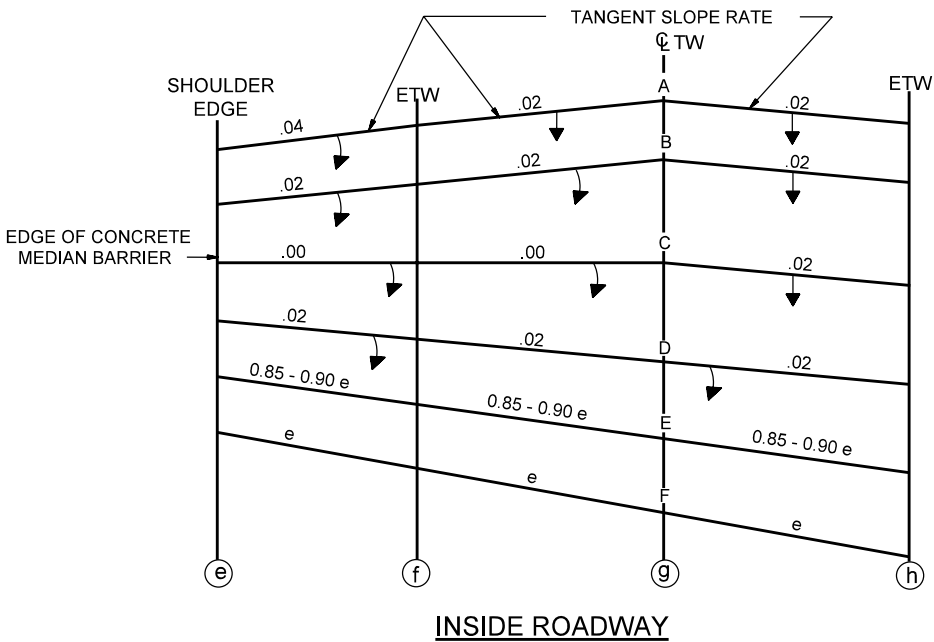 TANGENT SLOPE RATE
℄ TW
SHOULDER
EDGE
ETW
ETW
A
.04
.02
.02
B
.02
.02
.02
EDGE OF CONCRETE
MEDIAN BARRIER
C
.00
.00
.02
D
.02
.02
.02
0.85 - 0.90 e
0.85 - 0.90 e
E
0.85 - 0.90 e
e
e
F
e
e
f
g
h
INSIDE ROADWAY